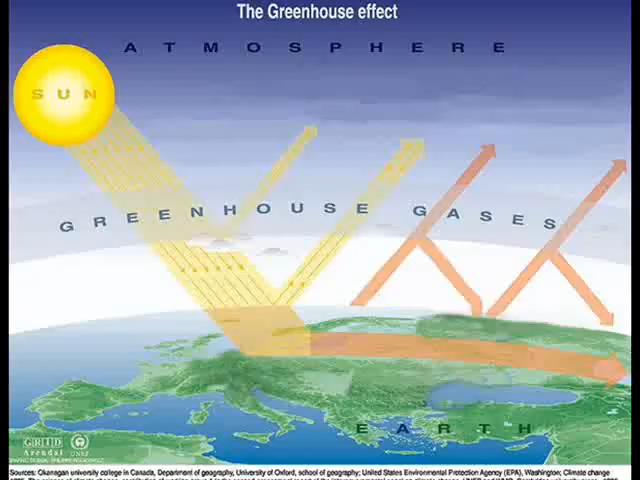 The Greenhouse effect
ATMOSPHERE
SUN
GREENHOUSE GASES
EARTH
GRID
Arendal UNEP
Sources: Okanagan university college in Canada, Department of geography, University of Oxford, school of geography; United States Environmental Protection Agency (EPA), Washington; Climate change